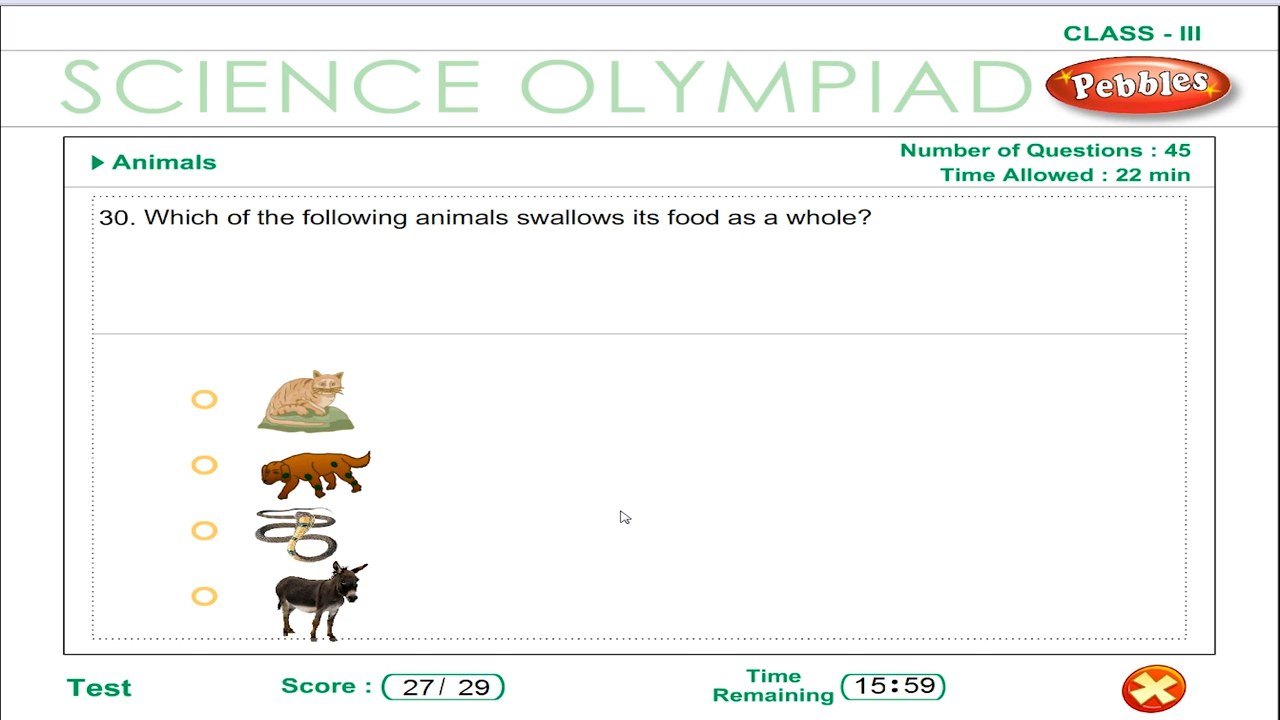 CLASS - III
SCIENCE OLYMPIAD
Pebbles
Animals
Number of Questions : 45
Time Allowed : 22 min
30. Which of the following animals swallows its food as a whole?
Test
Score : 27/ 29
Time
Remaining
15:59